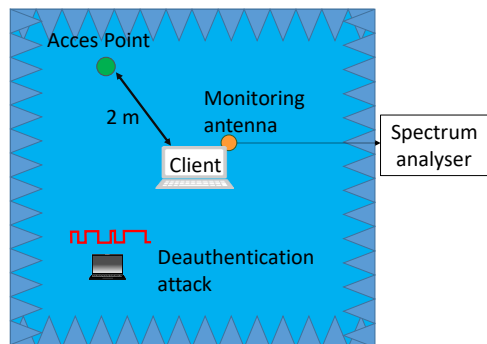 Acces Point
2 m
Monitoring
antenna
Client
Spectrum
analyser
Deauthentication
attack